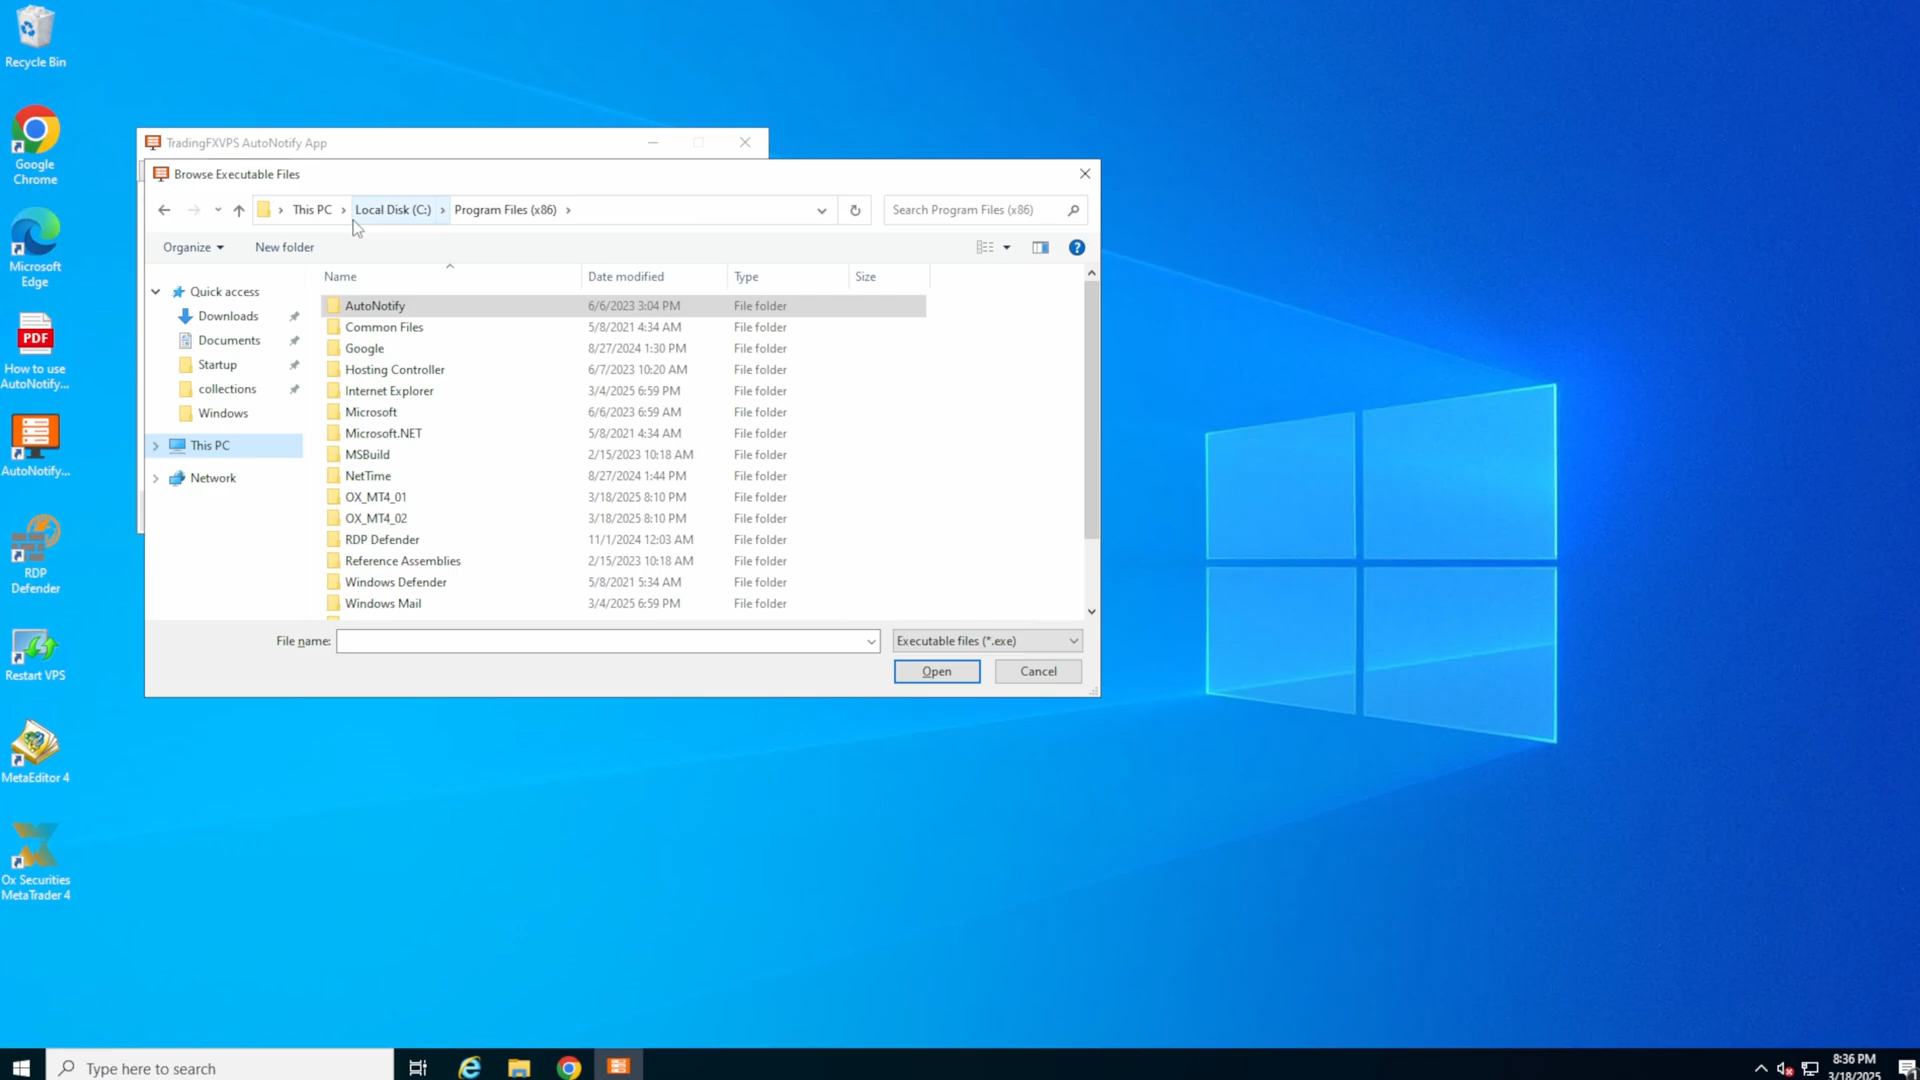 Recycle Bin
Google
Chrome
Microsoft
Edge
PDF
How to use
AutoNotify...
AutoNotify...
RDP
Defender
Restart VPS
MetaEditor 4
Ox Securities
MetaTrader 4
TradingFXVPS AutoNotify App
Browse Executable Files
This PC > Local Disk (C:) > Program Files (x86) >
Search Program Files (x86)
Organize
New folder
Name Date modified Type Size
Quick access
Downloads
Documents
Startup
collections
Windows
This PC
Network
AutoNotify 6/6/2023 3:04 PM File folder
Common Files 5/8/2021 4:34 AM File folder
Google 8/27/2024 1:30 PM File folder
Hosting Controller 6/7/2023 10:20 AM File folder
Internet Explorer 3/4/2025 6:59 PM File folder
Microsoft 6/6/2023 6:59 AM File folder
Microsoft.NET 5/8/2021 4:34 AM File folder
MSBuild 2/15/2023 10:18 AM File folder
NetTime 8/27/2024 1:44 PM File folder
OX_MT4_01 3/18/2025 8:10 PM File folder
OX_MT4_02 3/18/2025 8:10 PM File folder
RDP Defender 11/1/2024 12:03 AM File folder
Reference Assemblies 2/15/2023 10:18 AM File folder
Windows Defender 5/8/2021 5:34 AM File folder
Windows Mail 3/4/2025 6:59 PM File folder
File name:
Executable files (*.exe)
Open
Cancel
Type here to search
8:36 PM
3/18/2025